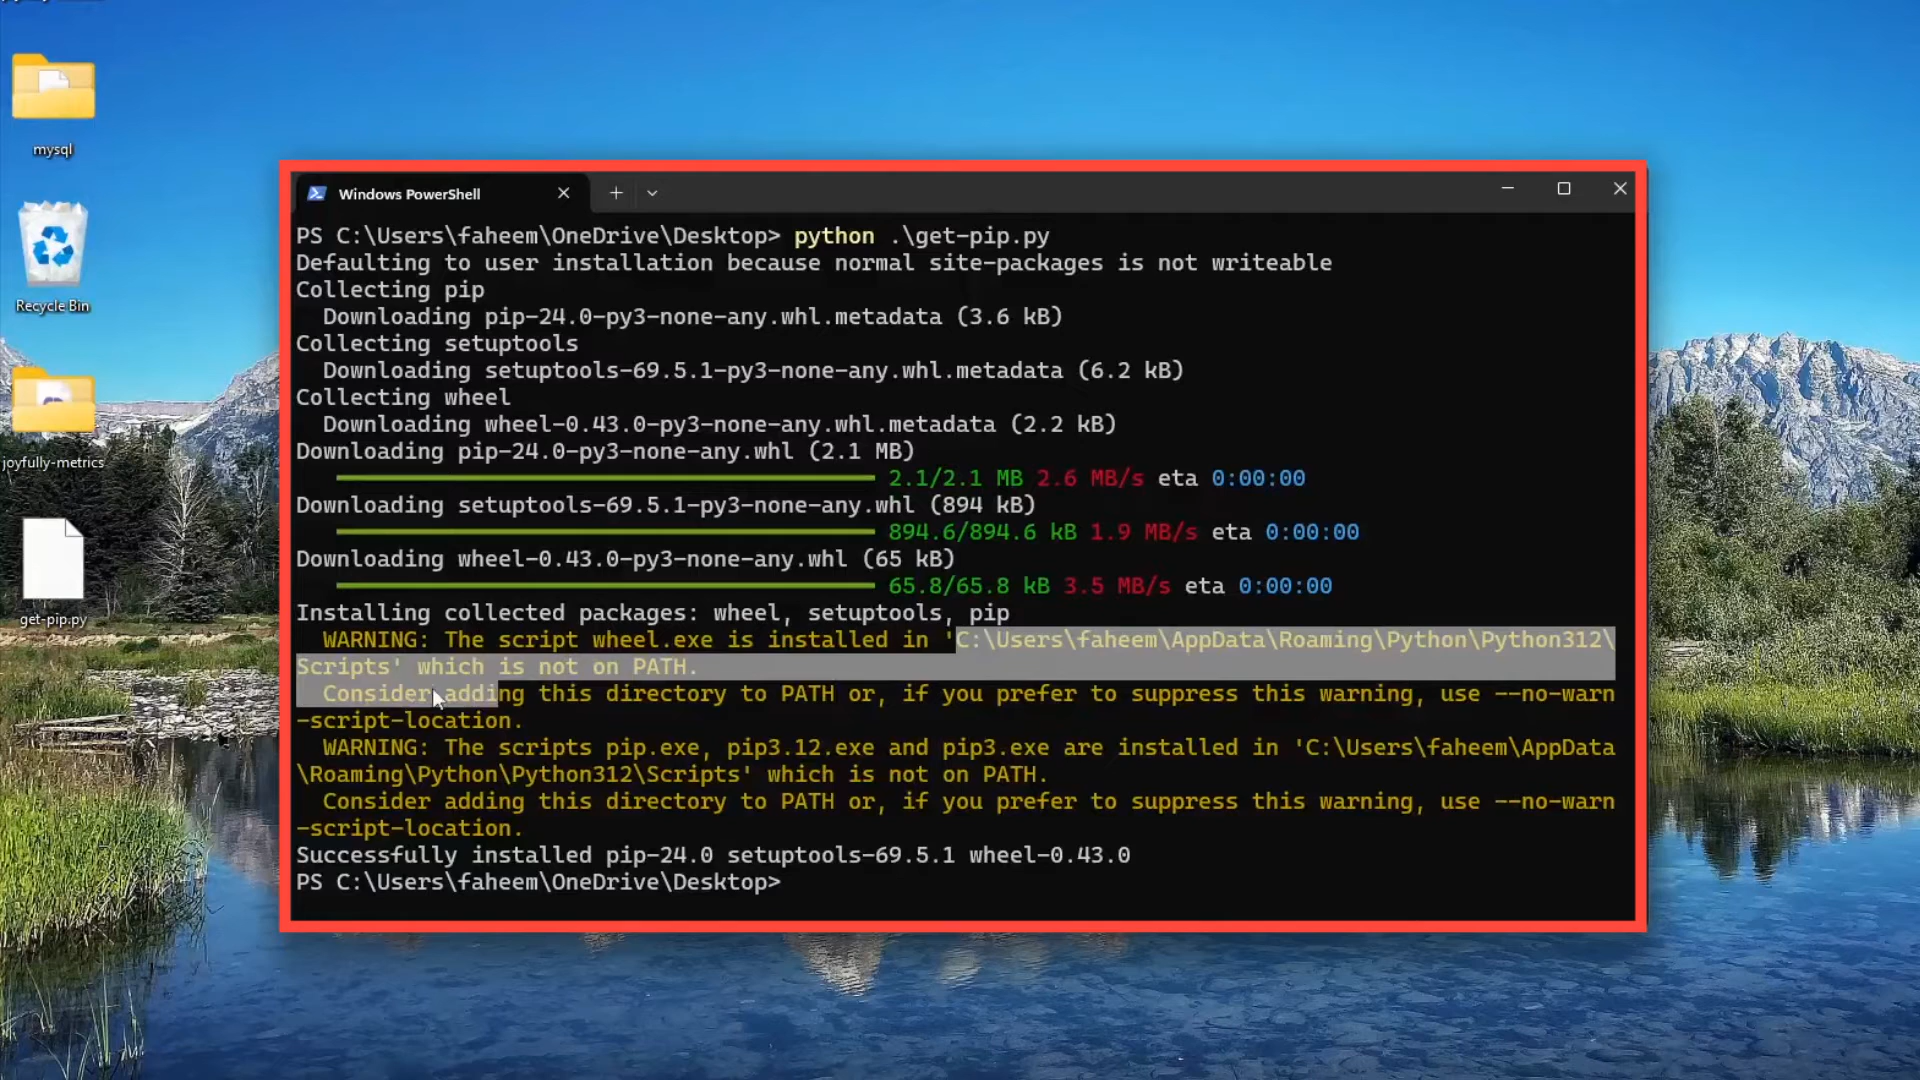 mysql
Recycle Bin
joyfully-metrics
get-pip.py
Windows PowerShell
PS C:\Users\faheem\OneDrive\Desktop> python .\get-pip.py
Defaulting to user installation because normal site-packages is not writeable
Collecting pip
Downloading pip-24.0-py3-none-any.whl.metadata (3.6 kB)
Collecting setuptools
Downloading setuptools-69.5.1-py3-none-any.whl.metadata (6.2 kB)
Collecting wheel
Downloading wheel-0.43.0-py3-none-any.whl.metadata (2.2 kB)
Downloading pip-24.0-py3-none-any.whl (2.1 MB)
2.1/2.1 MB 2.6 MB/s eta 0:00:00
Downloading setuptools-69.5.1-py3-none-any.whl (894 kB)
894.6/894.6 kB 1.9 MB/s eta 0:00:00
Downloading wheel-0.43.0-py3-none-any.whl (65 kB)
65.8/65.8 kB 3.5 MB/s eta 0:00:00
Installing collected packages: wheel, setuptools, pip
WARNING: The script wheel.exe is installed in 'C:\Users\faheem\AppData\Roaming\Python\Python312\
Scripts' which is not on PATH.
Consider adding this directory to PATH or, if you prefer to suppress this warning, use --no-warn
-script-location.
WARNING: The scripts pip.exe, pip3.12.exe and pip3.exe are installed in 'C:\Users\faheem\AppData
\Roaming\Python\Python312\Scripts' which is not on PATH.
Consider adding this directory to PATH or, if you prefer to suppress this warning, use --no-warn
-script-location.
Successfully installed pip-24.0 setuptools-69.5.1 wheel-0.43.0
PS C:\Users\faheem\OneDrive\Desktop>